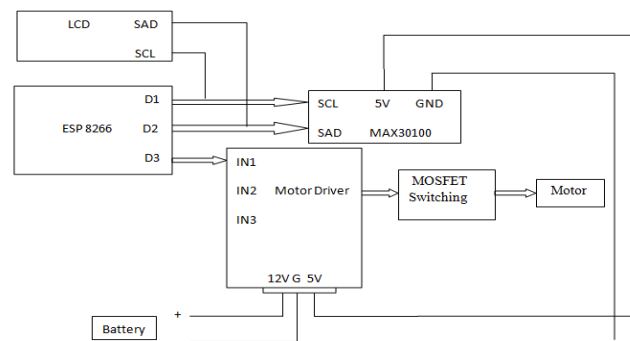 LCD SAD
SCL
ESP 8266
D1
D2
D3
SCL 5V GND
SAD MAX30100
IN1
IN2 Motor Driver
IN3
12V G 5V
MOSFET
Switching
Motor
+
Battery